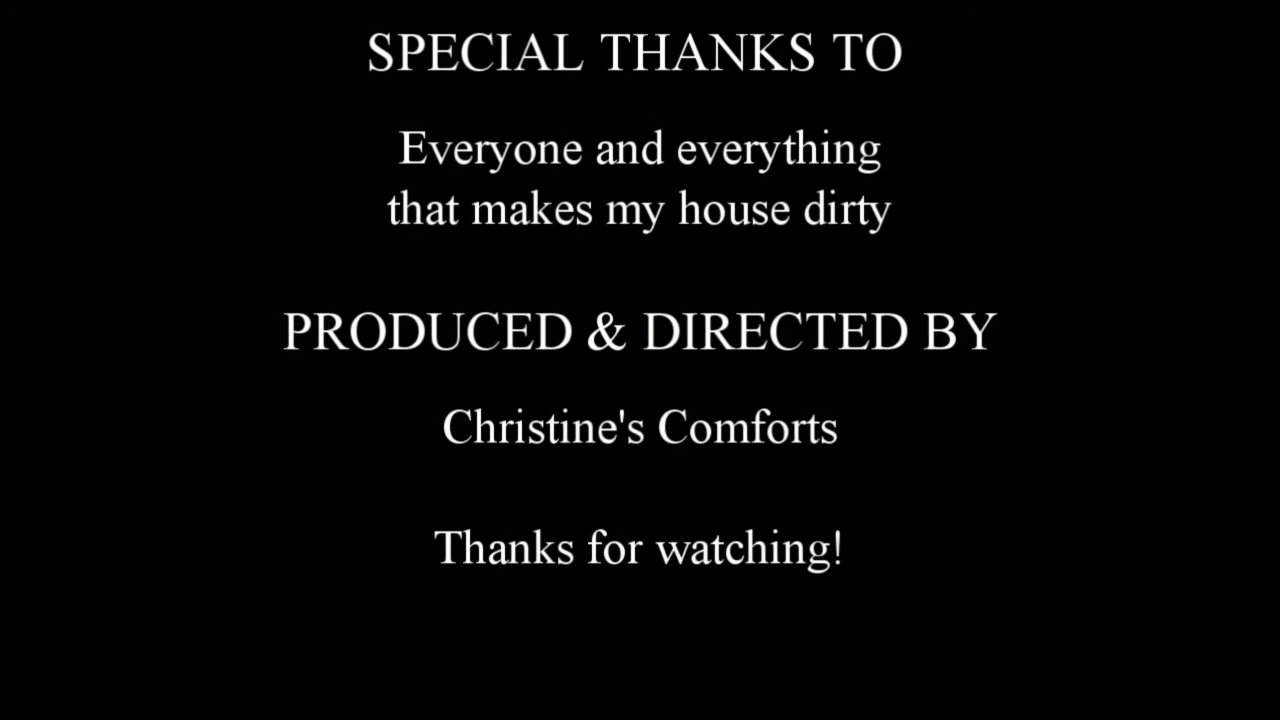 SPECIAL THANKS TO
Everyone and everything
that makes my house dirty
PRODUCED & DIRECTED BY
Christine's Comforts
Thanks for watching!